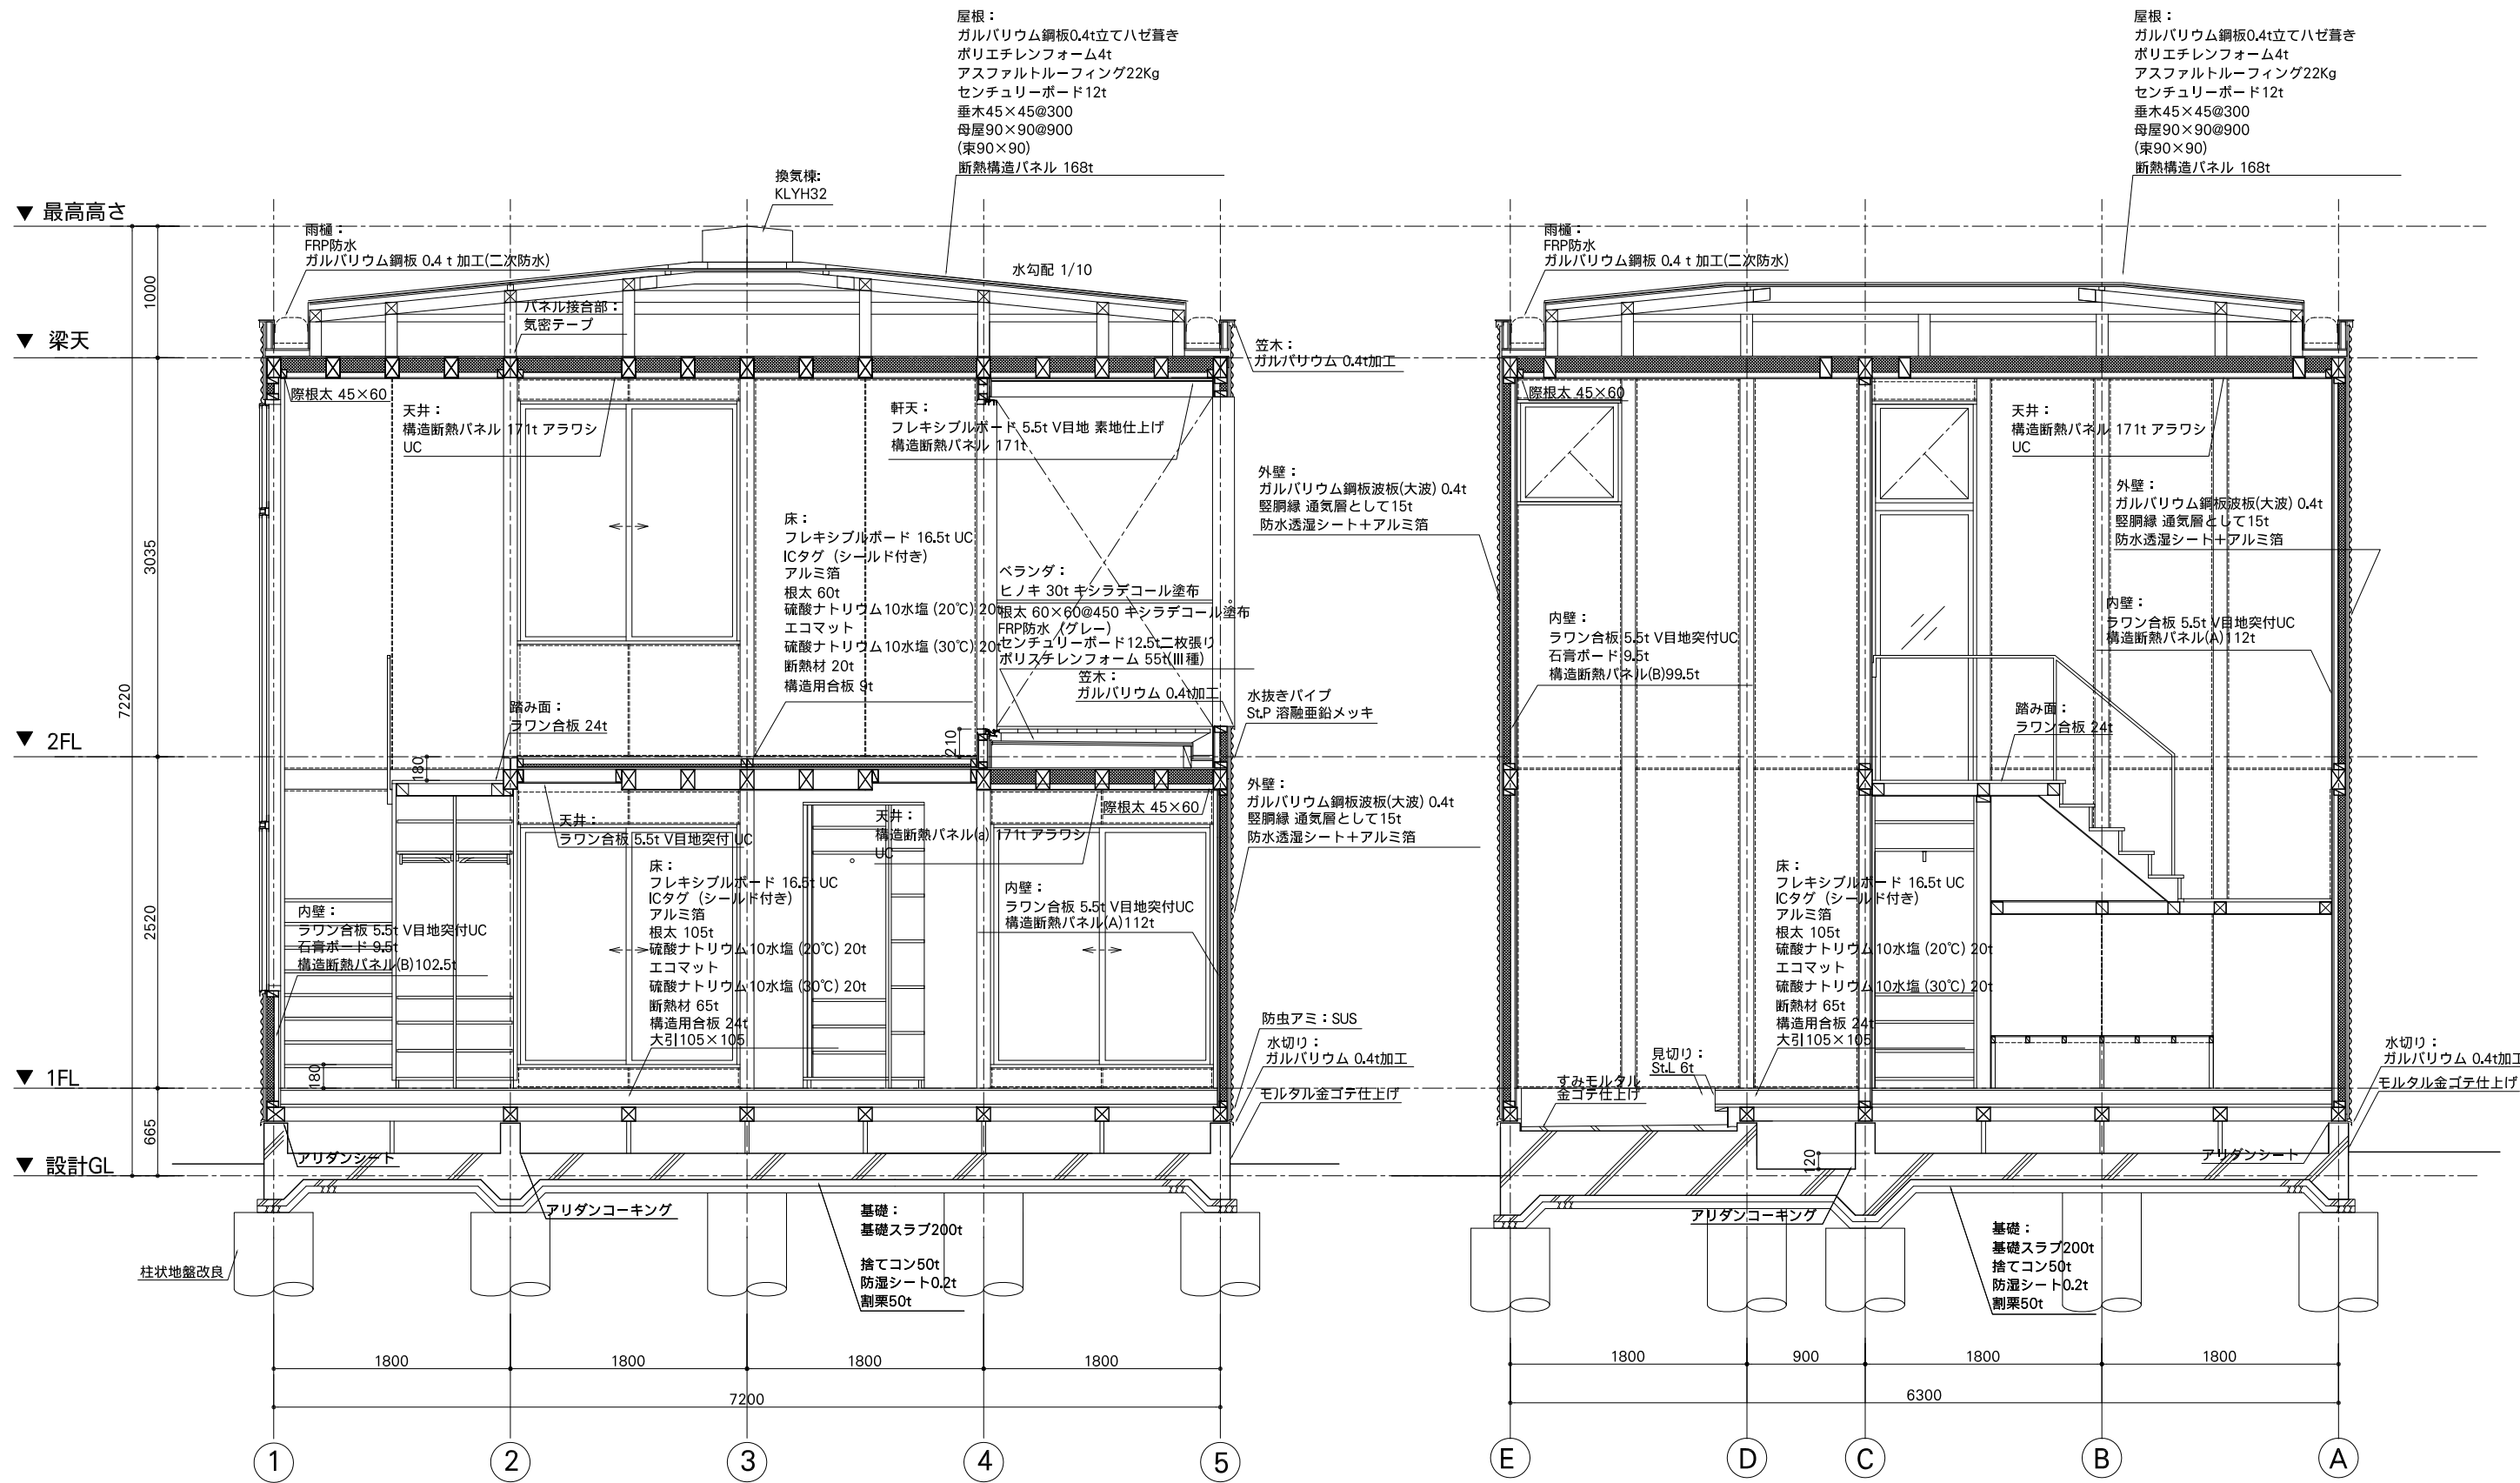 屋根：
ガルバリウム鋼板0.4t立てハゼ葺き
ポリエチレンフォーム4t
アスファルトルーフィング22Kg
センチュリーボード12t
垂木45×45@300
母屋90×90@900
(束90×90)
断熱構造パネル 168t
換気棟:
KLYH32
▼ 最高高さ
雨樋：
FRP防水
ガルバリウム鋼板 0.4 t 加工(二次防水)
水勾配 1/10
1000
パネル接合部：
気密テープ
▼ 梁天
笠木：
ガルバリウム 0.4t加工
際根太 45×60
天井：
構造断熱パネル 171t アラワシ
UC
軒天：
フレキシブルボード 5.5t V目地 素地仕上げ
構造断熱パネル 171t
外壁：
ガルバリウム鋼板波板(大波) 0.4t
竪胴縁 通気層として15t
防水透湿シート＋アルミ箔
3035
7220
床：
フレキシブルボード 16.5t UC
ICタグ（シールド付き）
アルミ箔
根太 60t
硫酸ナトリウム10水塩 (20℃) 20t
エコマット
硫酸ナトリウム10水塩 (30℃) 20t
断熱材 20t
構造用合板 9t
ベランダ：
ヒノキ 30t キシラデコール塗布
根太 60×60@450 キシラデコール塗布
FRP防水（グレー）
センチュリーボード12.5t二枚張り
ポリスチレンフォーム 55t(Ⅲ種)
笠木：
ガルバリウム 0.4t加工
水抜きパイプ
St.P 溶融亜鉛メッキ
踏み面：
ラワン合板 24t
▼ 2FL
180
210
外壁：
ガルバリウム鋼板波板(大波) 0.4t
竪胴縁 通気層として15t
防水透湿シート＋アルミ箔
天井：
ラワン合板 5.5t V目地突付 UC
天井：
構造断熱パネル(a) 171t アラワシ
UC
際根太 45×60
2520
床：
フレキシブルボード 16.5t UC
ICタグ（シールド付き）
アルミ箔
根太 105t
硫酸ナトリウム10水塩 (20℃) 20t
エコマット
硫酸ナトリウム10水塩 (30℃) 20t
断熱材 65t
構造用合板 24t
大引105×105
内壁：
ラワン合板 5.5t V目地突付UC
構造断熱パネル(A)112t
内壁：
ラワン合板 5.5t V目地突付UC
石膏ボード 9.5t
構造断熱パネル(B)102.5t
防虫アミ：SUS
水切り：
ガルバリウム 0.4t加工
モルタル金ゴテ仕上げ
▼ 1FL
180
665
▼ 設計GL
アリダンシート
アリダンコーキング
基礎：
基礎スラブ200t
捨てコン50t
防湿シート0.2t
割栗50t
柱状地盤改良
1800
1800
1800
1800
7200
1
2
3
4
5
屋根：
ガルバリウム鋼板0.4t立てハゼ葺き
ポリエチレンフォーム4t
アスファルトルーフィング22Kg
センチュリーボード12t
垂木45×45@300
母屋90×90@900
(束90×90)
断熱構造パネル 168t
雨樋：
FRP防水
ガルバリウム鋼板 0.4 t 加工(二次防水)
際根太 45×60
天井：
構造断熱パネル 171t アラワシ
UC
外壁：
ガルバリウム鋼板波板(大波) 0.4t
竪胴縁 通気層として15t
防水透湿シート＋アルミ箔
内壁：
ラワン合板 5.5t V目地突付UC
石膏ボード 9.5t
構造断熱パネル(B)99.5t
内壁：
ラワン合板 5.5t V目地突付UC
構造断熱パネル(A)112t
踏み面：
ラワン合板 24t
床：
フレキシブルボード 16.5t UC
ICタグ（シールド付き）
アルミ箔
根太 105t
硫酸ナトリウム10水塩 (20℃) 20t
エコマット
硫酸ナトリウム10水塩 (30℃) 20t
断熱材 65t
構造用合板 24t
大引105×105
見切り：
St.L 6t
すみモルタル
金ゴテ仕上げ
水切り：
ガルバリウム 0.4t加工
モルタル金ゴテ仕上げ
120
アリダンシート
アリダンコーキング
基礎：
基礎スラブ200t
捨てコン50t
防湿シート0.2t
割栗50t
1800
900
1800
1800
6300
E
D
C
B
A